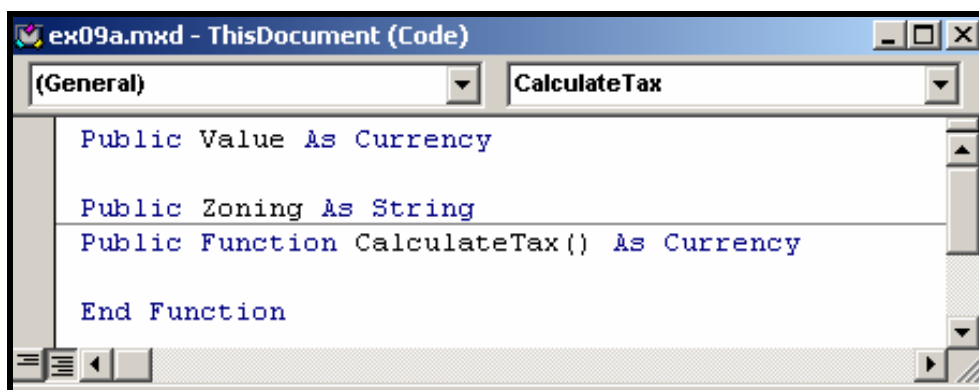 ex09a.mxd - ThisDocument (Code)
(General) CalculateTax
Public Value As Currency
Public Zoning As String
Public Function CalculateTax() As Currency
End Function